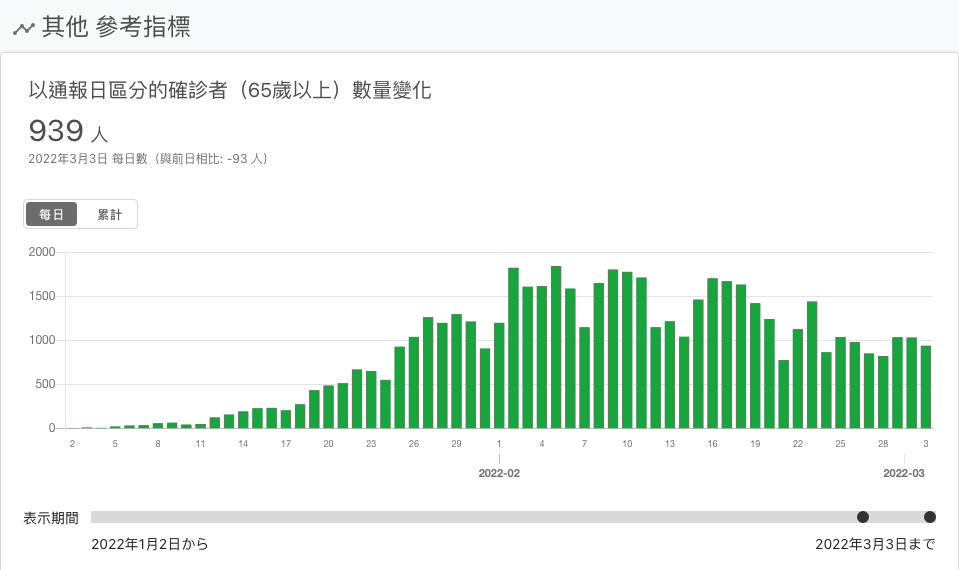 其他 參考指標
以通報日區分的確診者（65歲以上）數量變化
939 人
2022年3月3日 每日數（與前日相比: -93 人）
每日 累計
2000
1500
1000
500
0
2 5 8 11 14 17 20 23 26 29 1 4 7 10 13 16 19 22 25 28 3
2022-02 2022-03
表示期間
2022年1月2日から 2022年3月3日まで